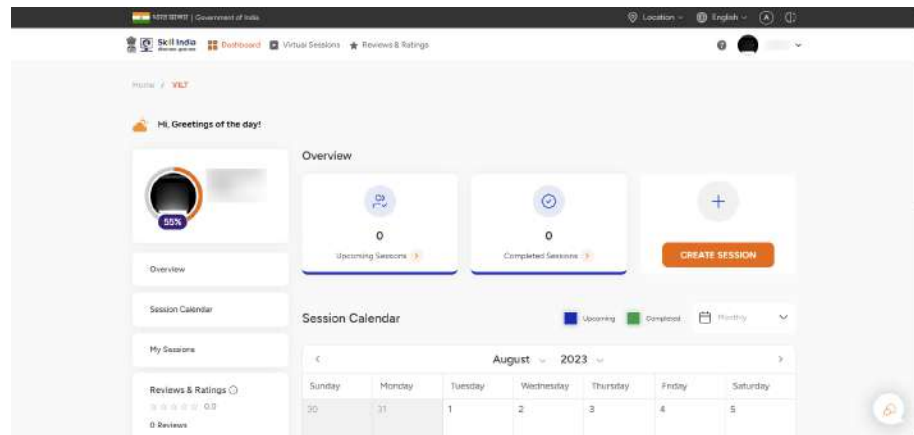 भारत सरकार | Government of India
Location
English
A
Skill India
Dashboard
Virtual Sessions
Reviews & Ratings
Home / VILT
Hi, Greetings of the day!
55%
Overview
Session Calendar
My Sessions
Reviews & Ratings
0.0
0 Reviews
Overview
0
Upcoming Sessions
0
Completed Sessions
CREATE SESSION
Session Calendar
Upcoming
Completed
Monthly
August 2023
Sunday Monday Tuesday Wednesday Thursday Friday Saturday
30 31 1 2 3 4 5